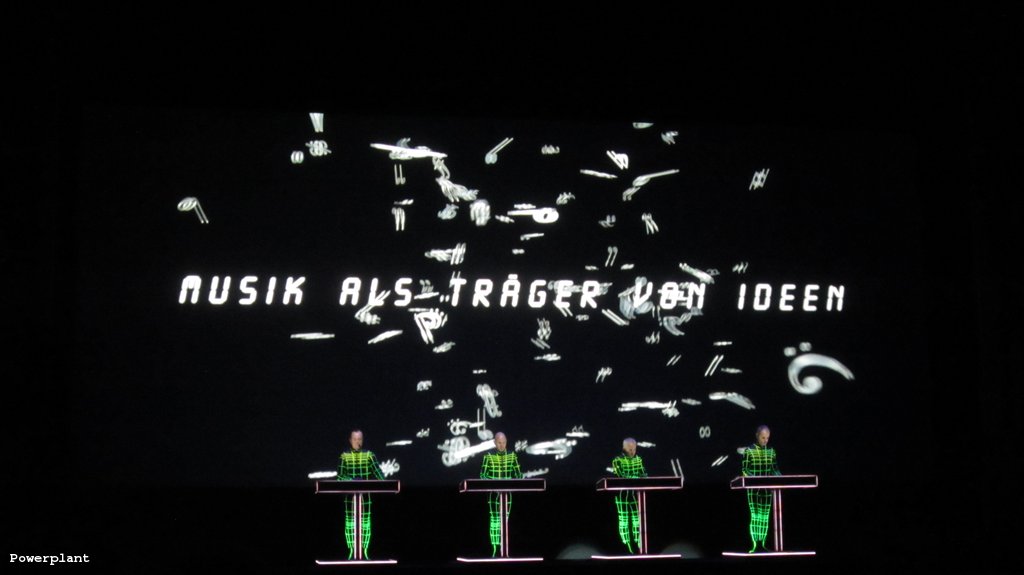 MUSIK ALS TRÄGER VON IDEEN
Powerplant